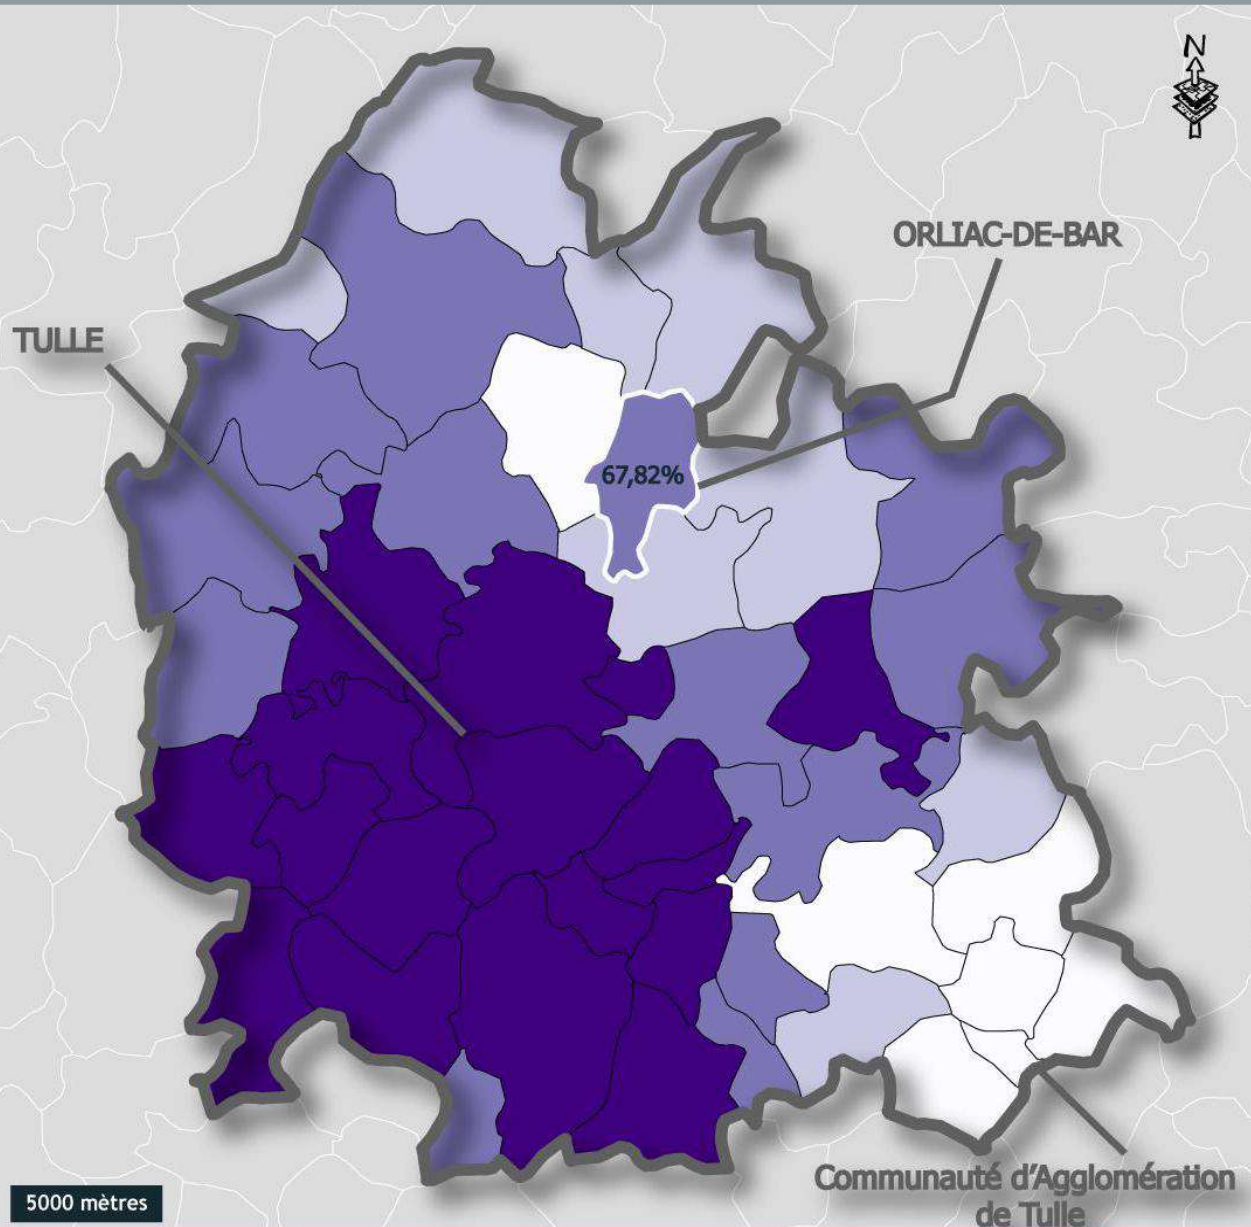 N
ORLIAC-DE-BAR
TULLE
67,82%
5000 mètres
Communauté d'Agglomération
de Tulle